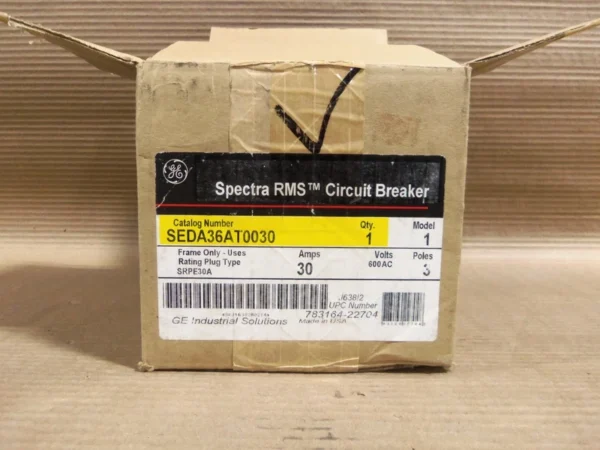 GE
Spectra RMS™ Circuit Breaker
Catalog Number Qty. Model
SEDA36AT0030 1 1
Frame Only - Uses Amps Volts Poles
Rating Plug Type 30 600AC 3
SRPE30A
UPC Number
783164-22704
GE Industrial Solutions Made in USA